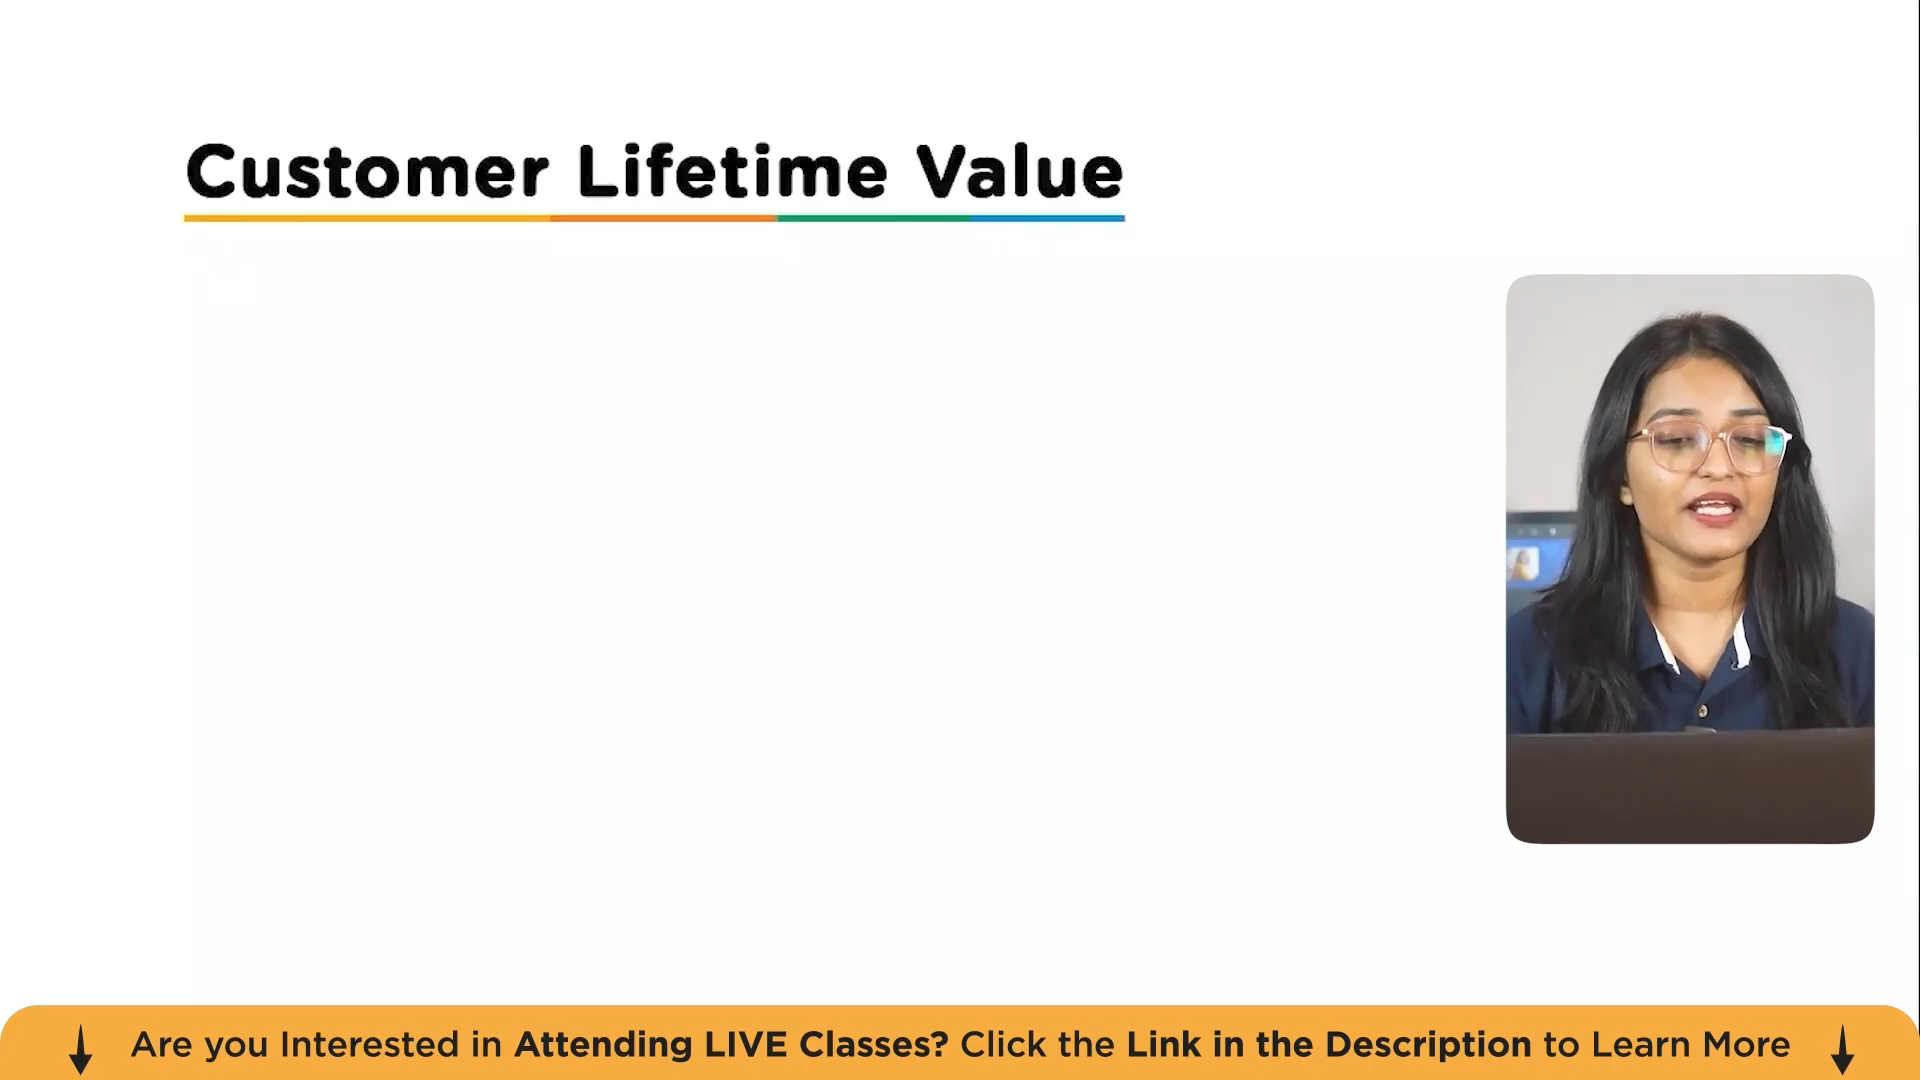 Customer Lifetime Value
Are you Interested in Attending LIVE Classes? Click the Link in the Description to Learn More